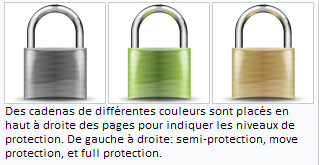 Des cadenas de différentes couleurs sont placés en
haut à droite des pages pour indiquer les niveaux de
protection. De gauche à droite: semi-protection, move
protection, et full protection.